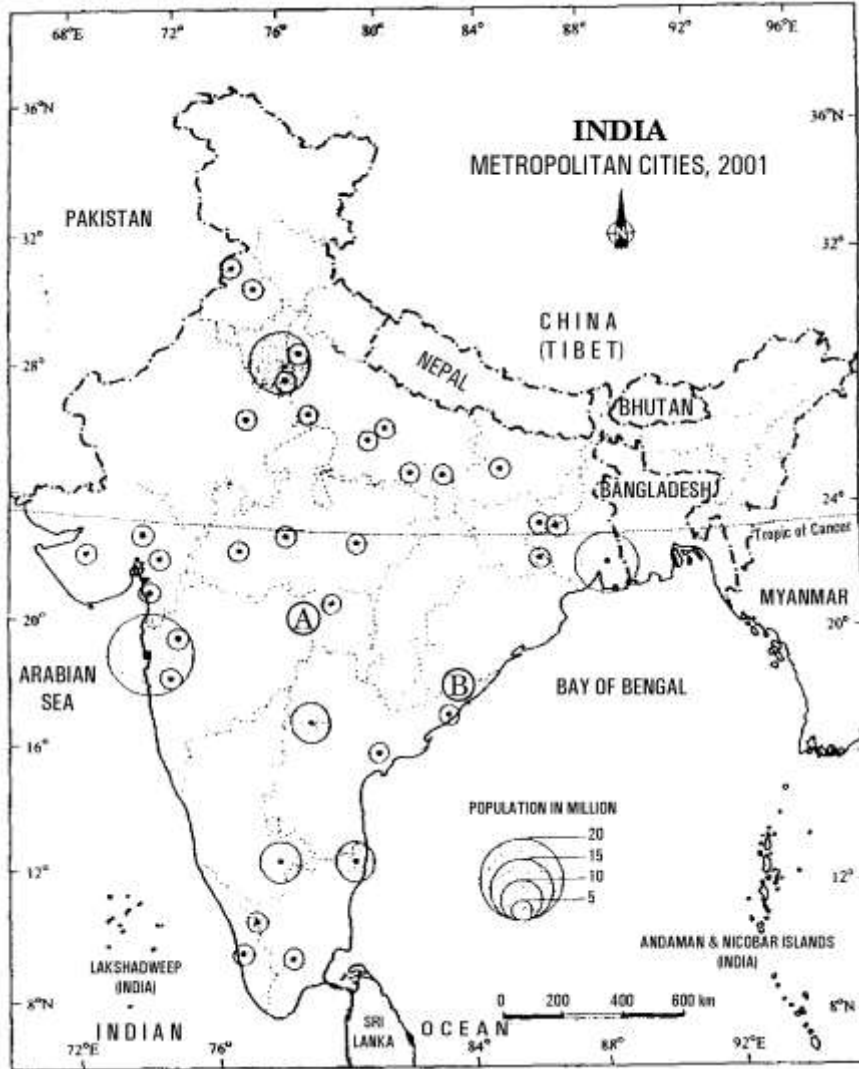 68°E 72° 76° 80° 84° 88° 92° 96°E
36°N 36°N
INDIA
METROPOLITAN CITIES, 2001
N
PAKISTAN
32° 32°
CHINA
(TIBET)
28° 28°
NEPAL
BHUTAN
BANGLADESH
24° 24°
Tropic of Cancer
MYANMAR
20° 20°
A
B
ARABIAN
SEA
BAY OF BENGAL
16° 16°
POPULATION IN MILLION
20
15
10
5
12° 12°
ANDAMAN & NICOBAR ISLANDS
(INDIA)
LAKSHADWEEP
(INDIA)
0 200 400 600 km
8°N 8°N
INDIAN OCEAN
SRI
LANKA
72°E 76° 84° 88° 92°E